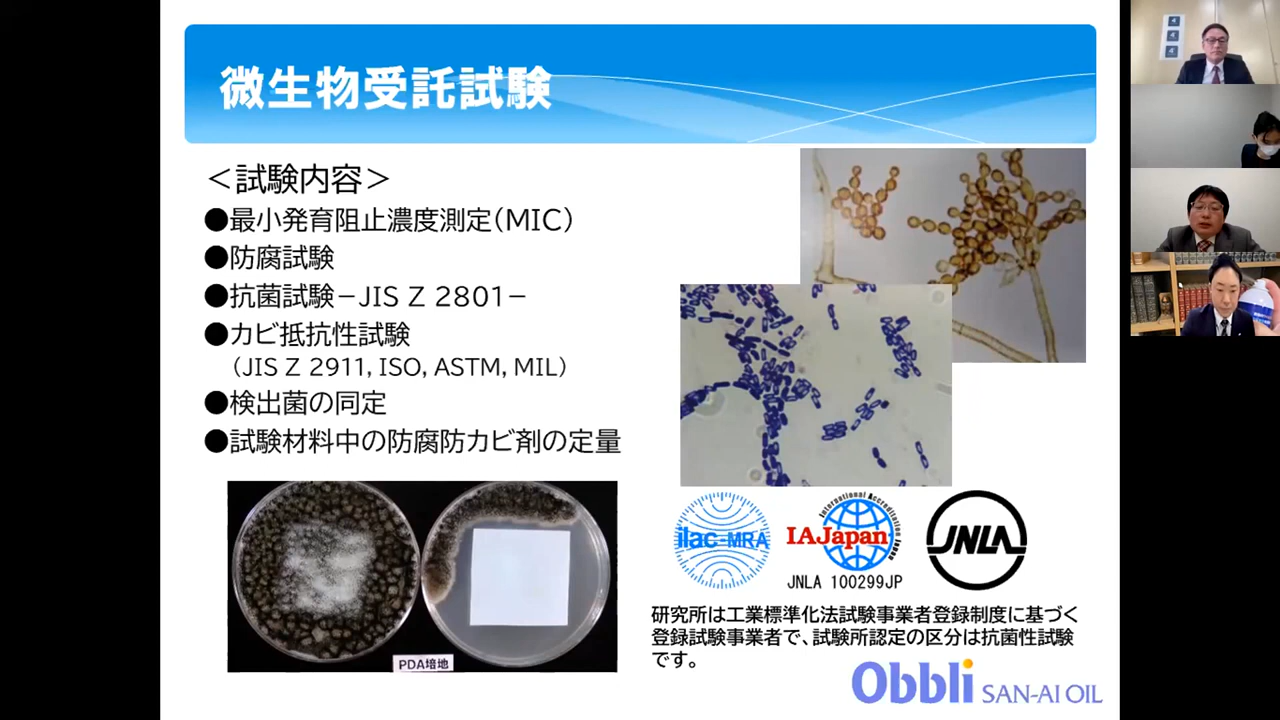 微生物受託試験
＜試験内容＞
●最小発育阻止濃度測定（MIC）
●防腐試験
●抗菌試験－JIS Z 2801－
●カビ抵抗性試験
（JIS Z 2911, ISO, ASTM, MIL）
●検出菌の同定
●試験材料中の防腐防カビ剤の定量
PDA培地
ilac-MRA
International Accreditation Japan
IAJapan
JNLA 100299JP
JNLA
研究所は工業標準化法試験事業者登録制度に基づく
登録試験事業者で、試験所認定の区分は抗菌性試験
です。
Obbli SAN-AI OIL